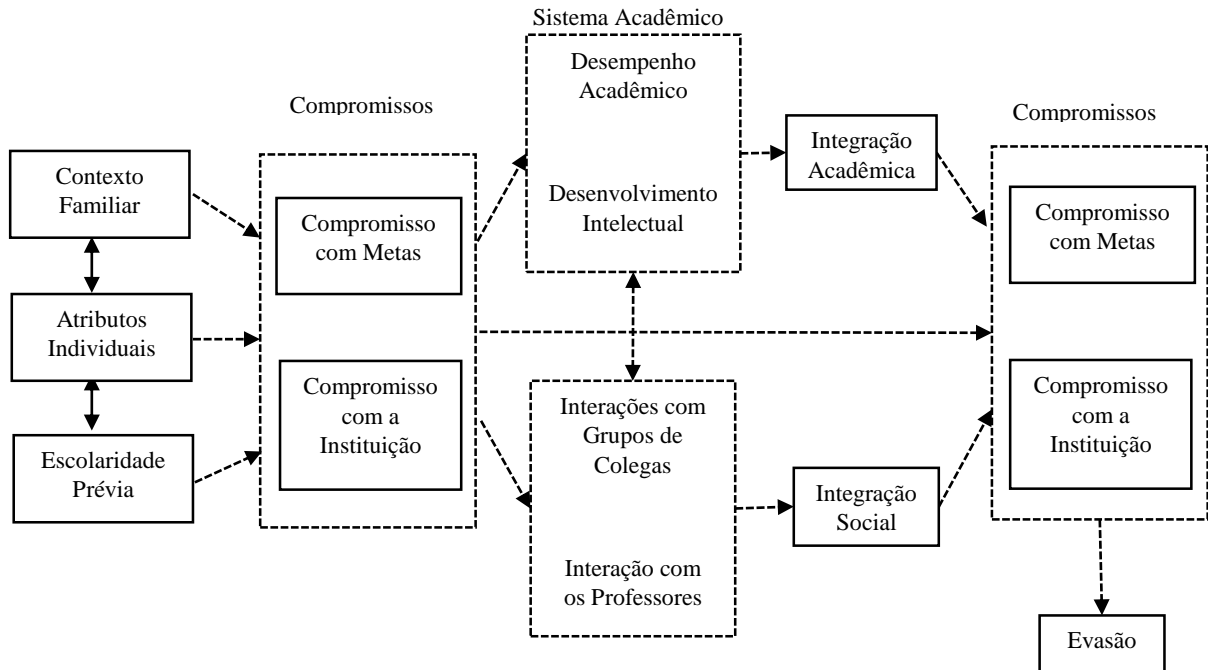 Sistema Acadêmico
Desempenho
Acadêmico
Desenvolvimento
Intelectual
Compromissos
Compromissos
Contexto
Familiar
Atributos
Individuais
Escolaridade
Prévia
Compromisso
com Metas
Compromisso
com a
Instituição
Interações com
Grupos de
Colegas
Interação com
os Professores
Integração
Acadêmica
Integração
Social
Compromisso
com Metas
Compromisso
com a
Instituição
Evasão